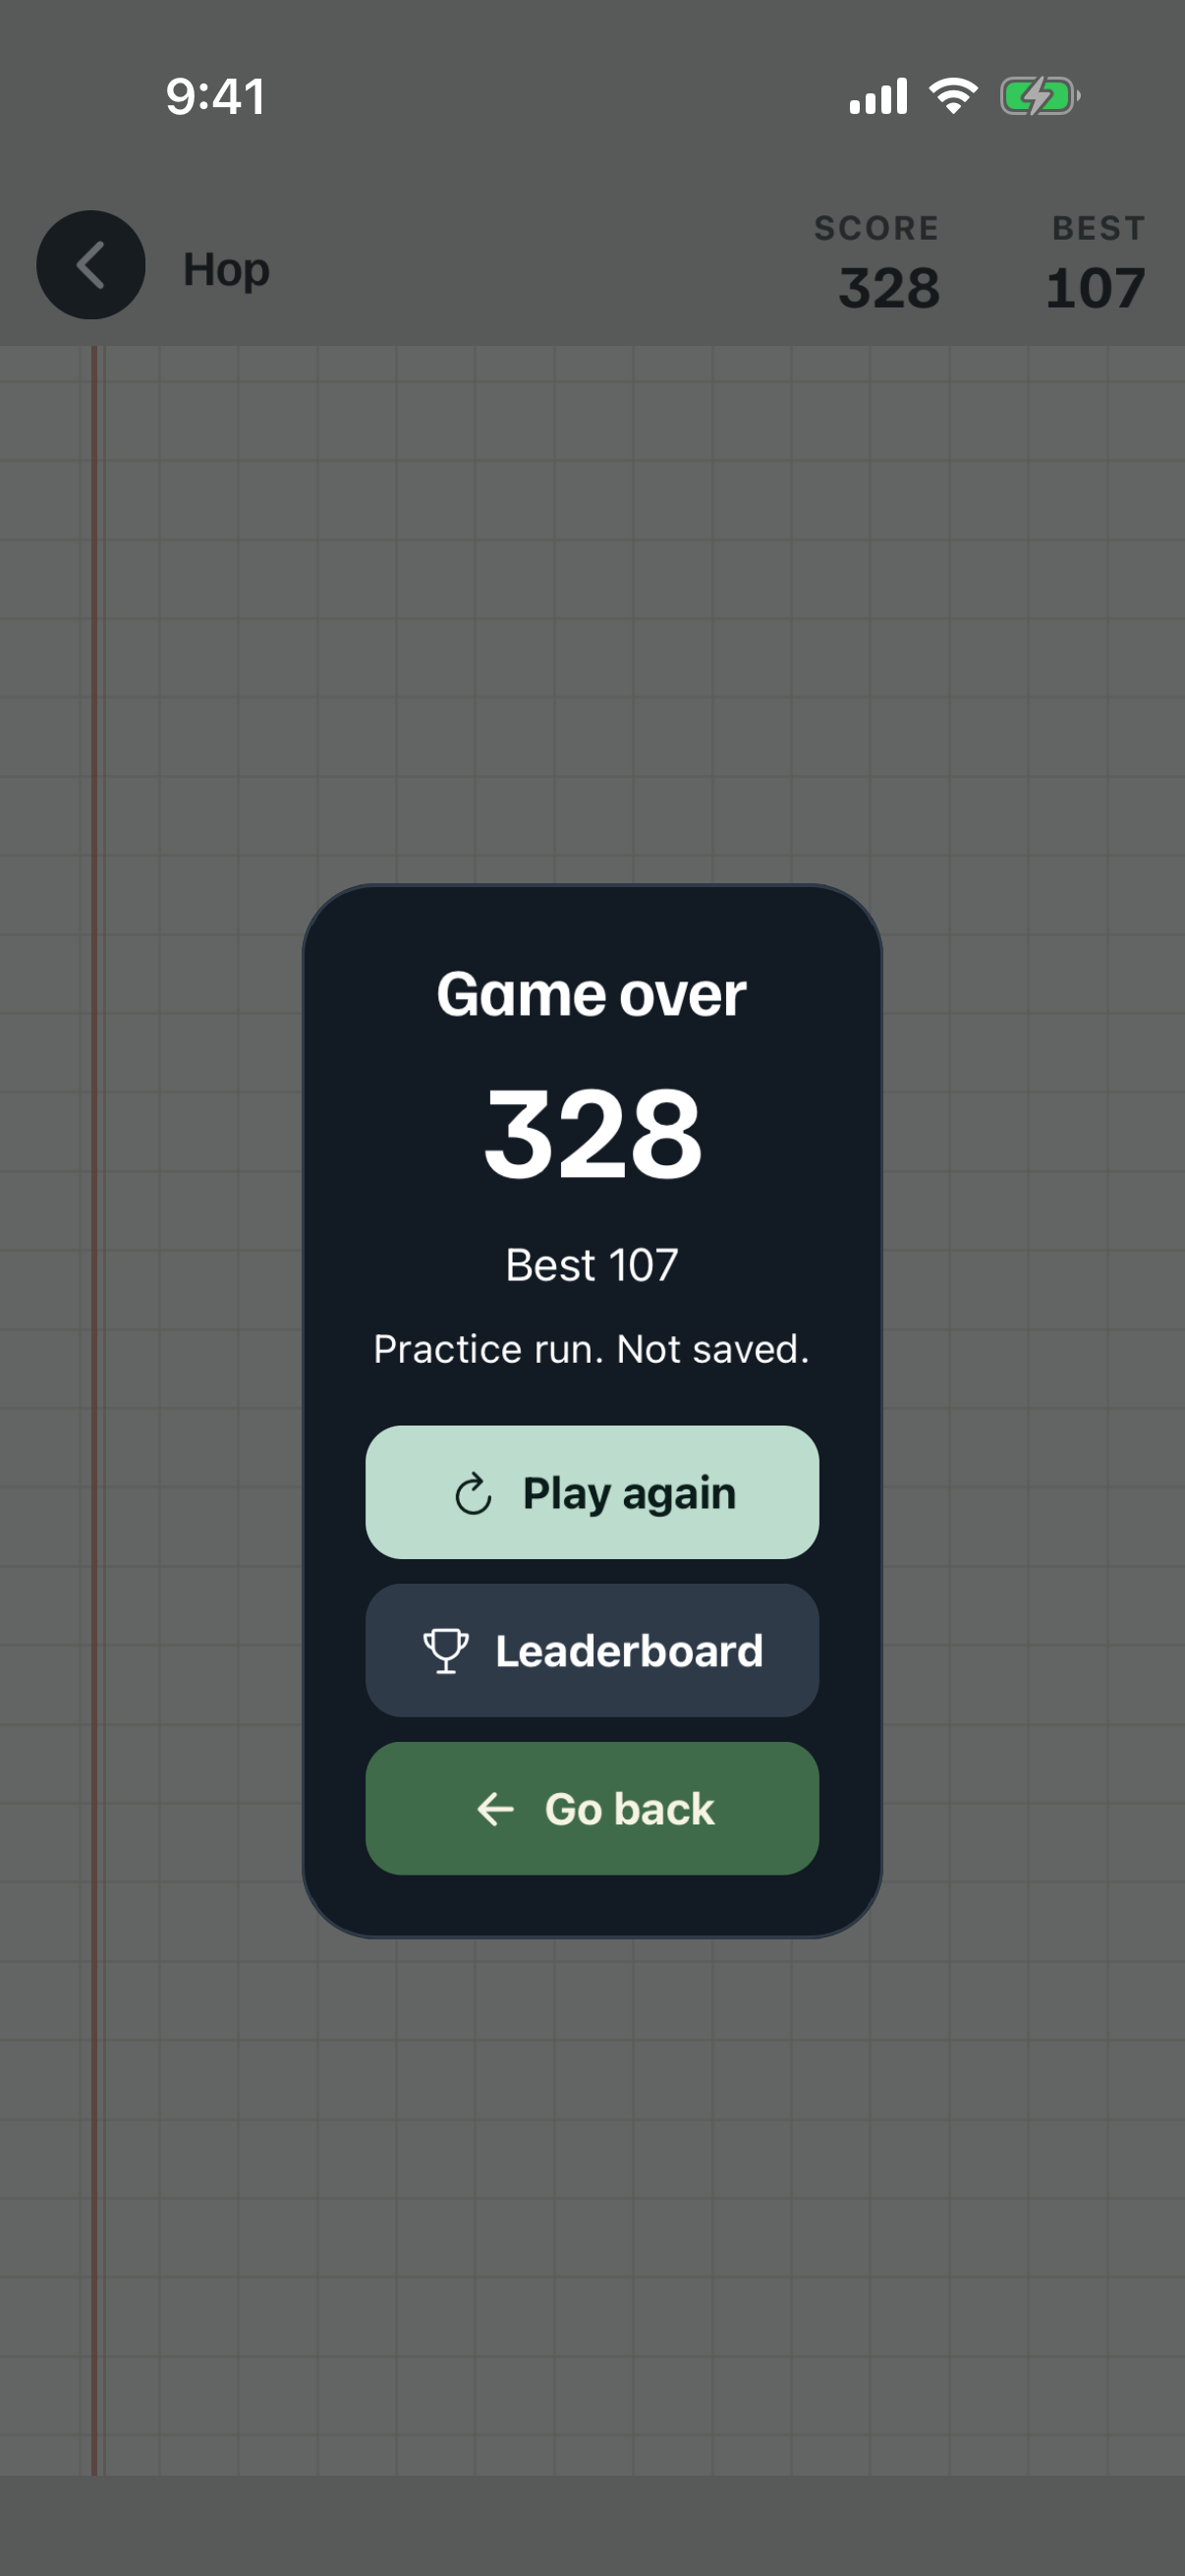 9:41
Hop
SCORE
328
BEST
107
Game over
328
Best 107
Practice run. Not saved.
Play again
Leaderboard
Go back